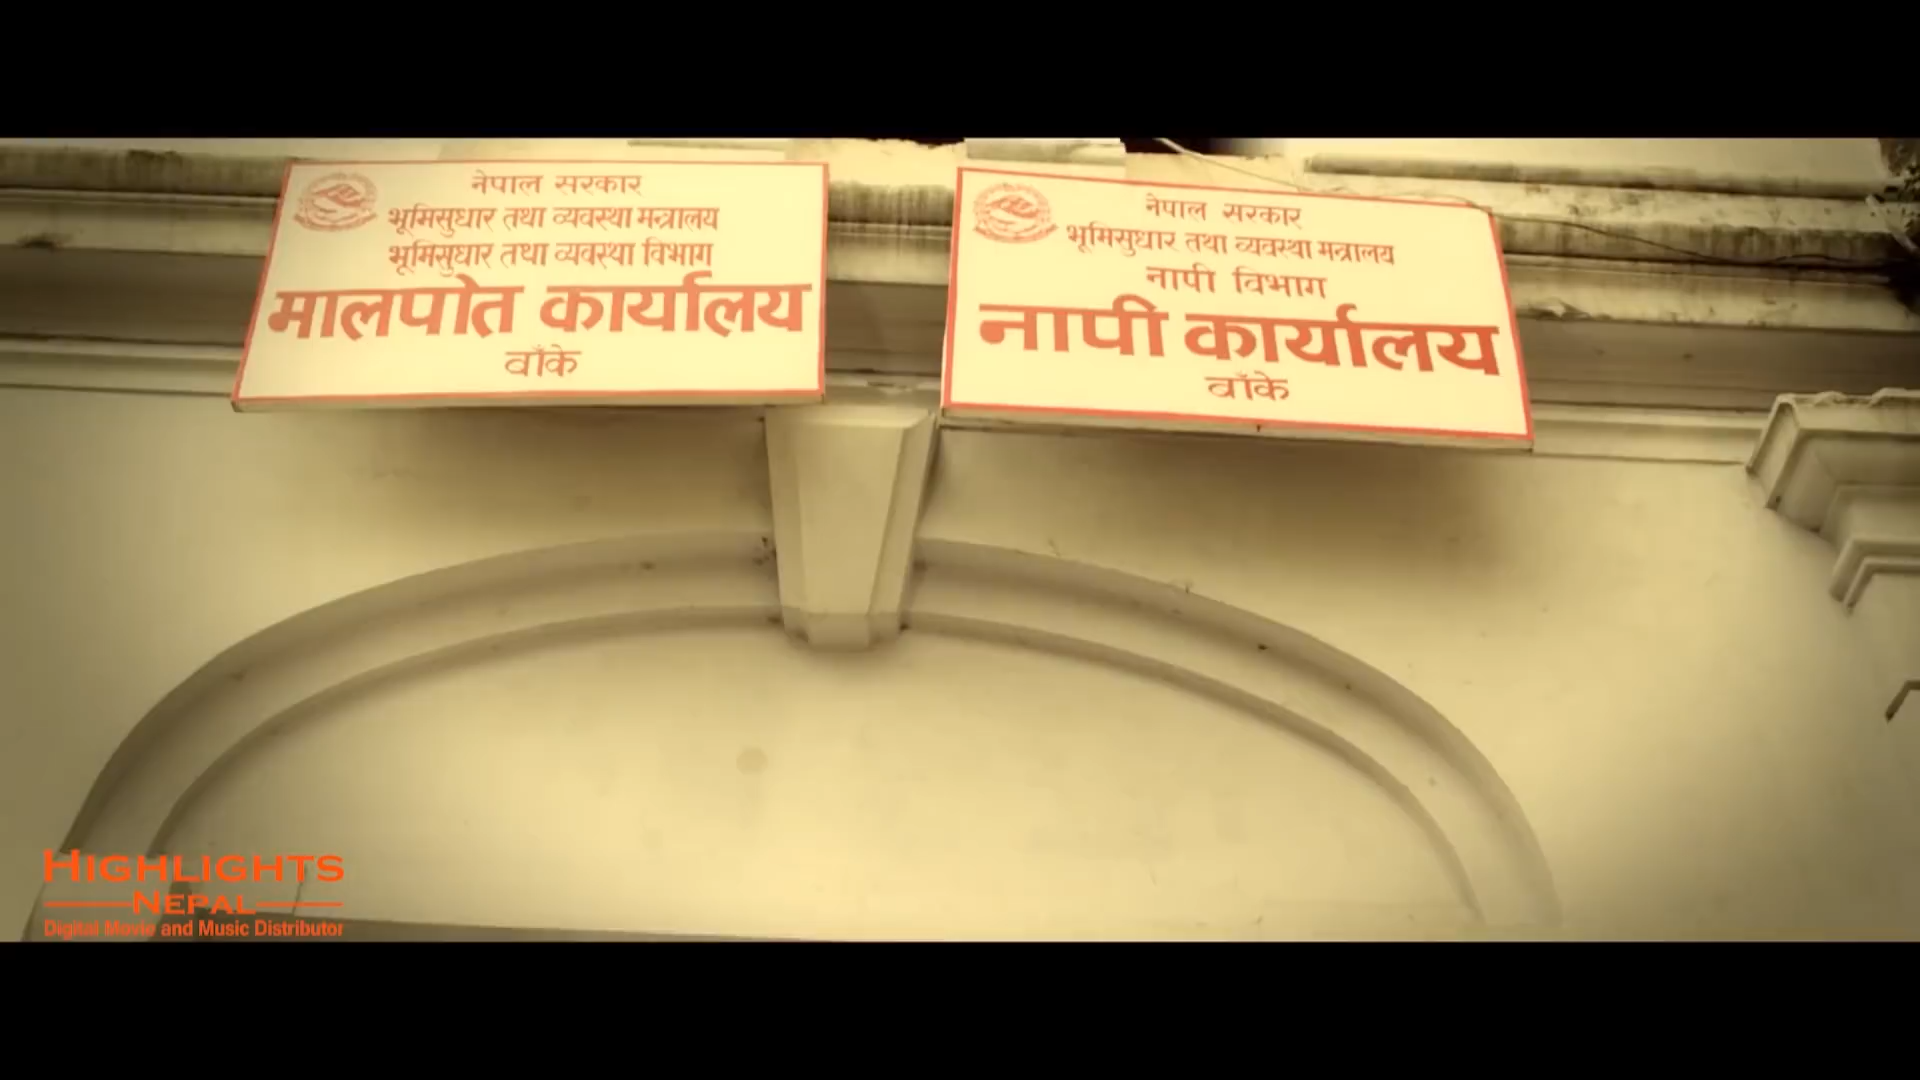 नेपाल सरकार
भूमिसुधार तथा व्यवस्था मन्त्रालय
भूमिसुधार तथा व्यवस्था विभाग
मालपोत कार्यालय
बाँके
नेपाल सरकार
भूमिसुधार तथा व्यवस्था मन्त्रालय
नापी विभाग
नापी कार्यालय
बाँके
HIGHLIGHTS
NEPAL
Digital Movie and Music Distributor